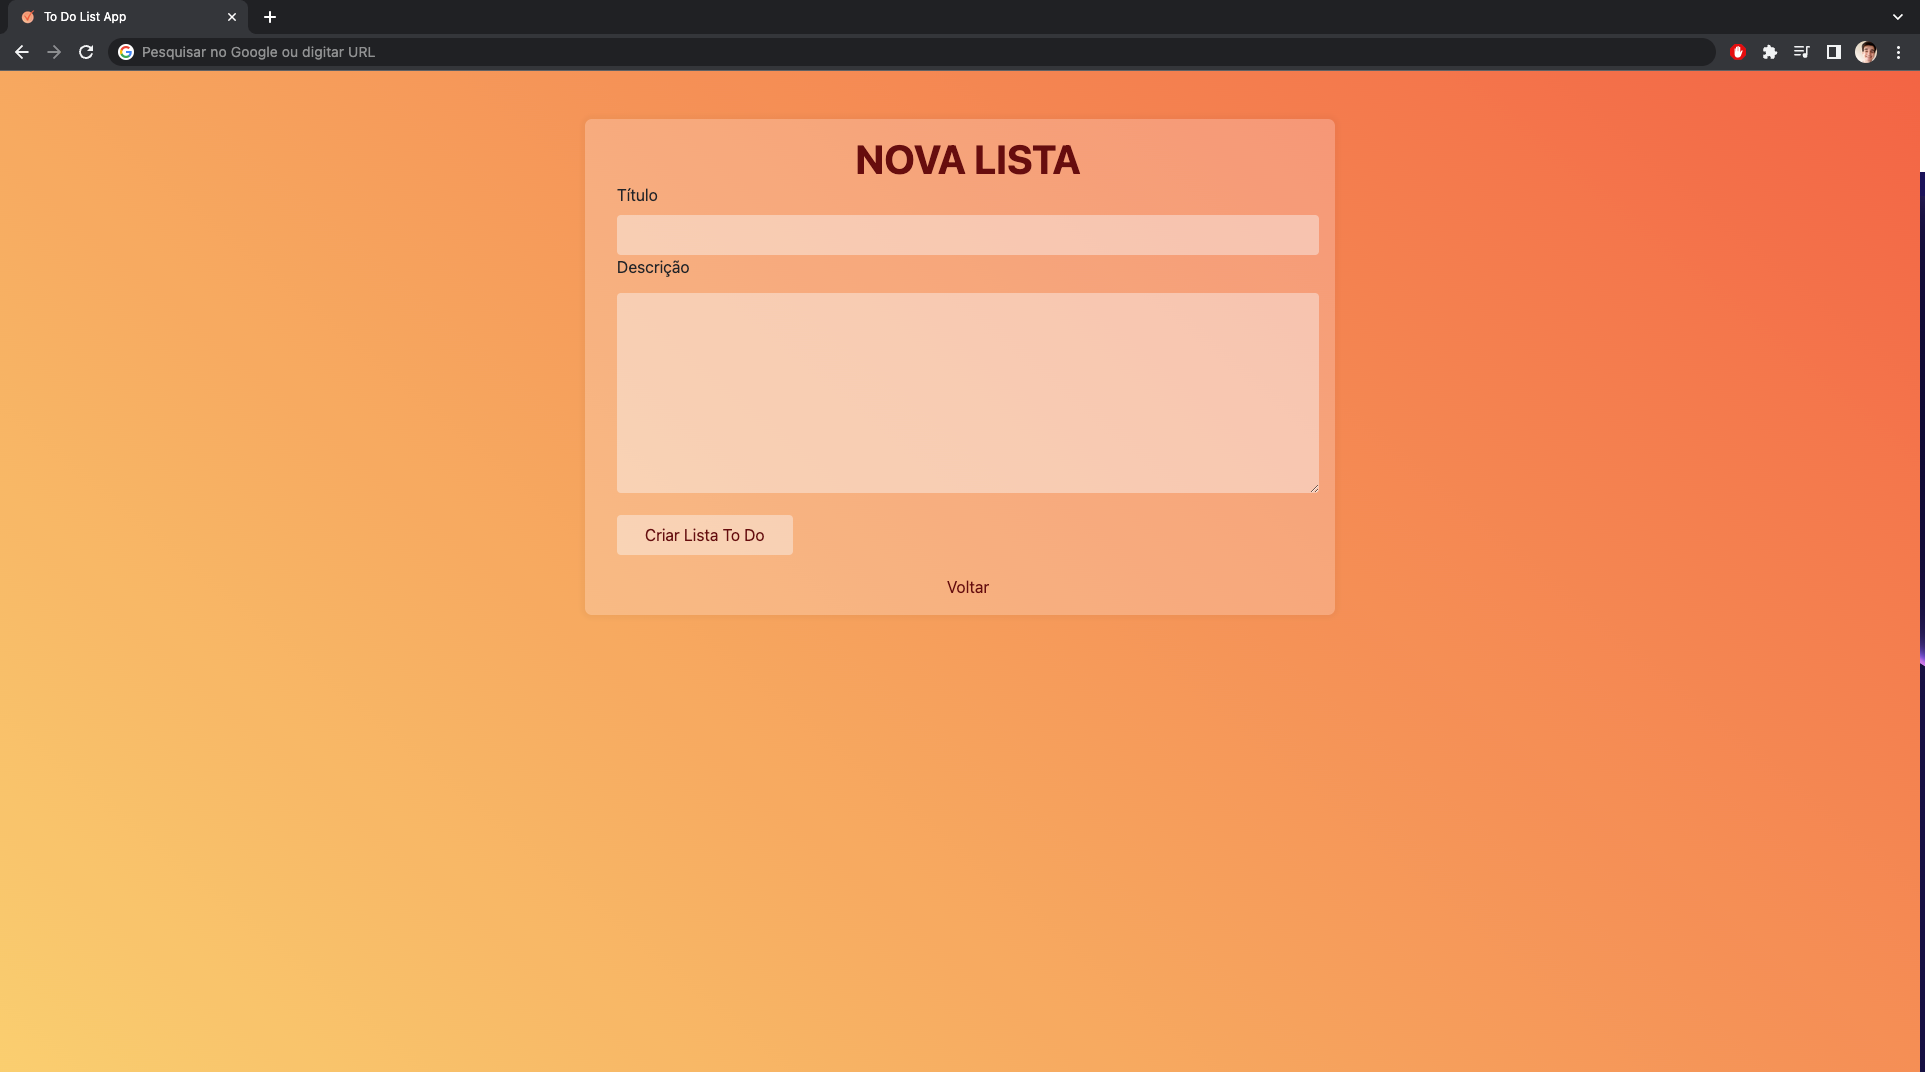 To Do List App
Pesquisar no Google ou digitar URL
NOVA LISTA
Título
Descrição
Criar Lista To Do
Voltar